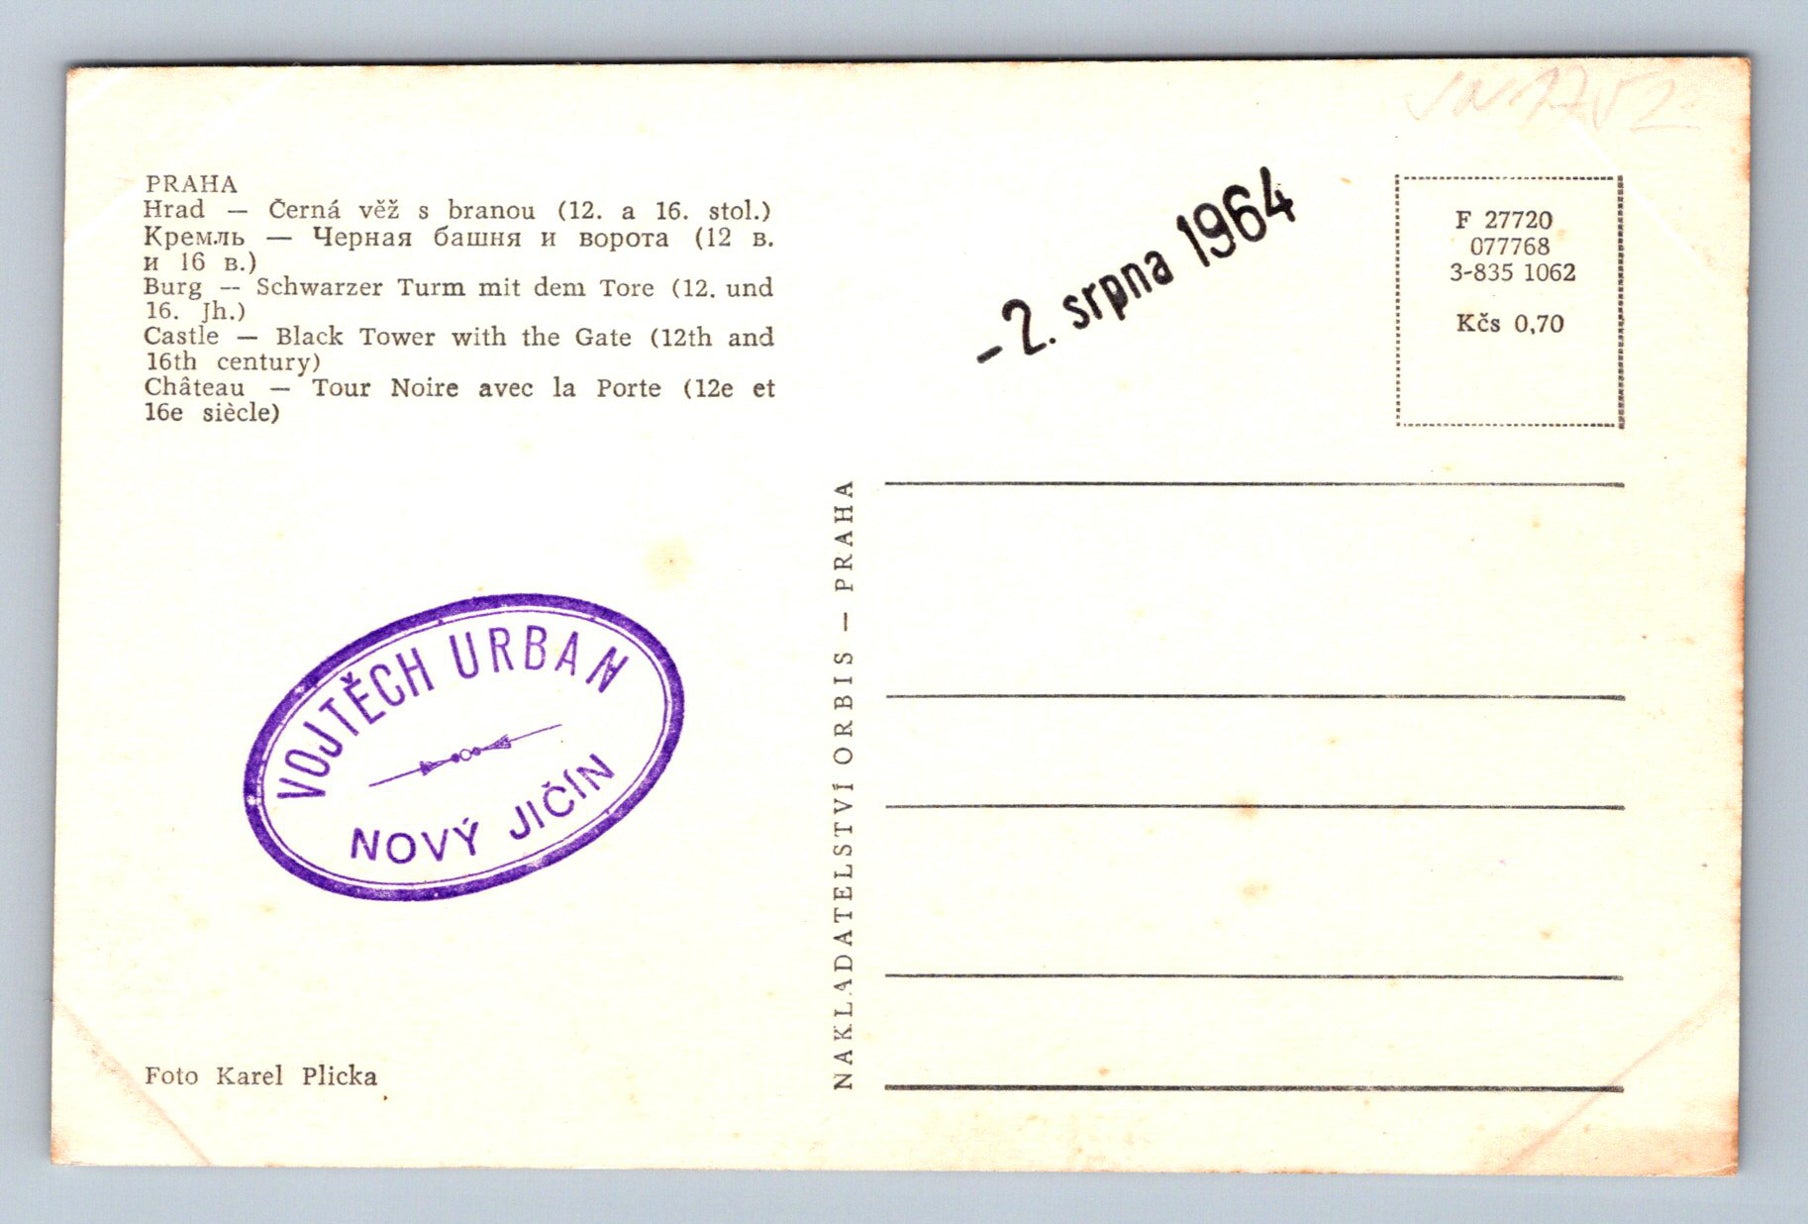 PRAHA
Hrad — Černá věž s branou (12. a 16. stol.)
Кремль — Черная башня и ворота (12 в.
и 16 в.)
Burg -- Schwarzer Turm mit dem Tore (12. und
16. Jh.)
Castle — Black Tower with the Gate (12th and
16th century)
Château — Tour Noire avec la Porte (12e et
16e siècle)
VOJTĚCH URBAN
NOVÝ JIČÍN
Foto Karel Plicka
NAKLADATELSTVÍ ORBIS — PRAHA
- 2. srpna 1964
F 27720
077768
3-835 1062
Kčs 0,70